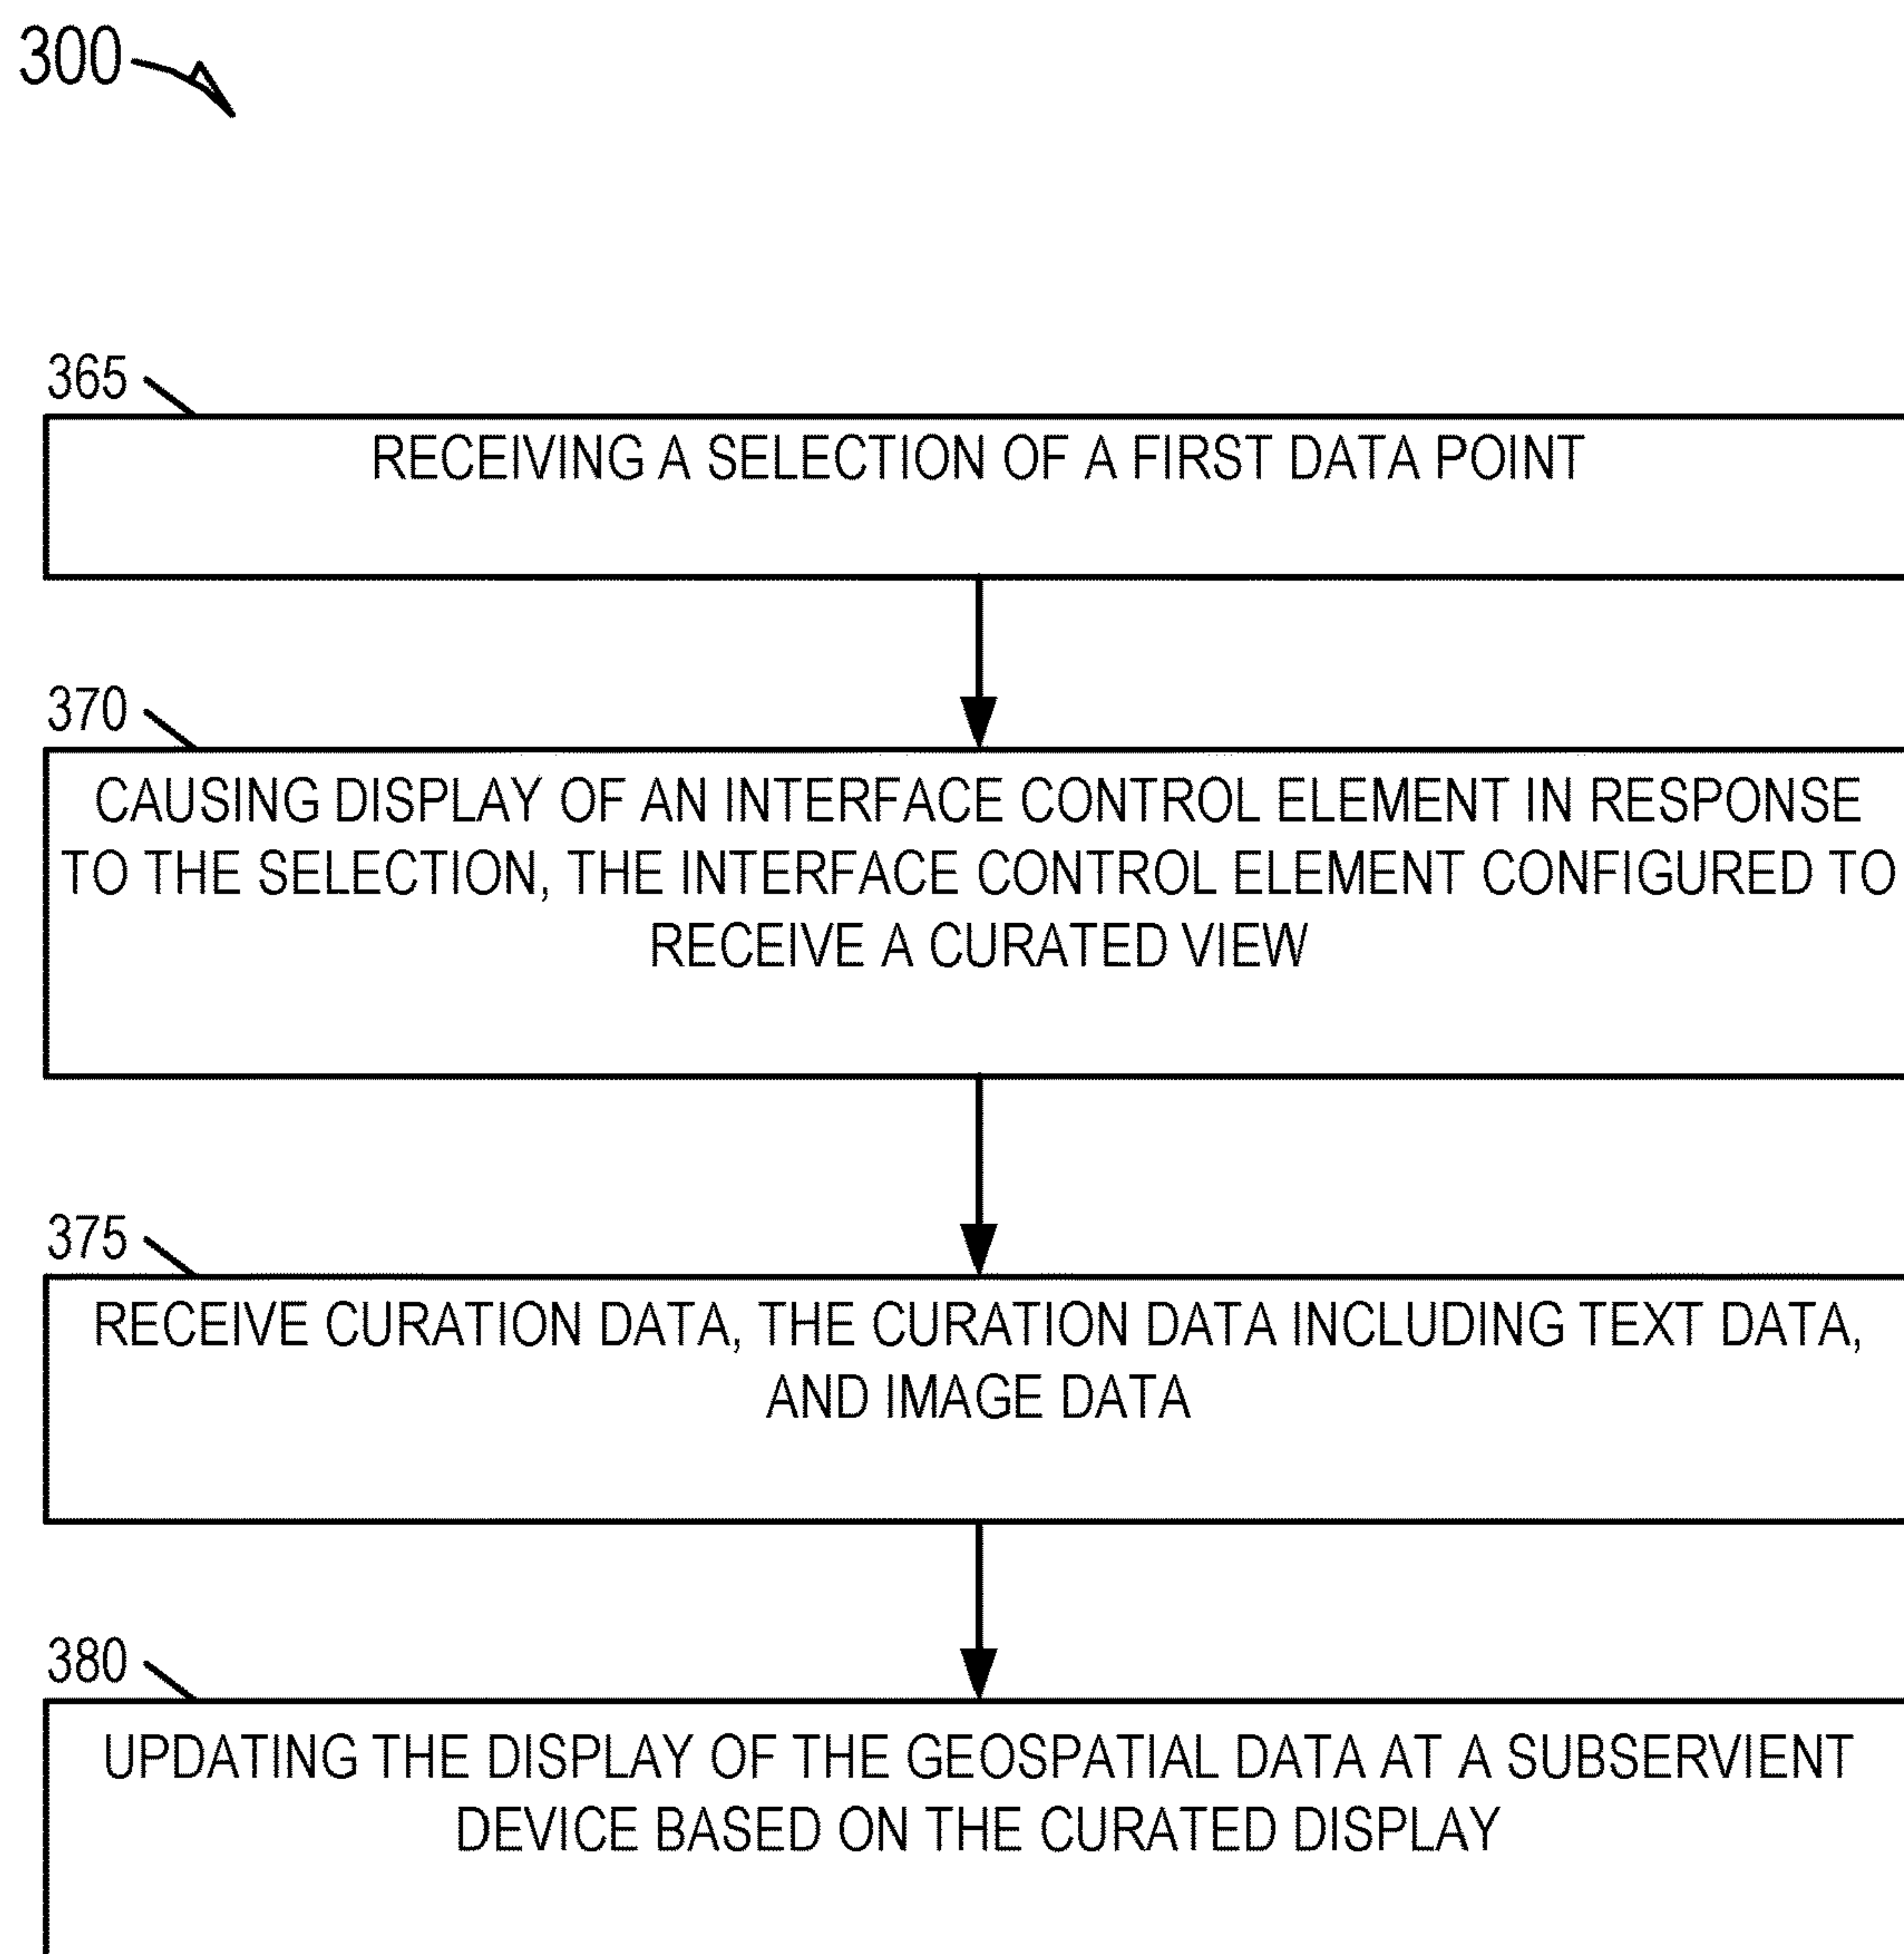 300
365
RECEIVING A SELECTION OF A FIRST DATA POINT
370
CAUSING DISPLAY OF AN INTERFACE CONTROL ELEMENT IN RESPONSE
TO THE SELECTION, THE INTERFACE CONTROL ELEMENT CONFIGURED TO
RECEIVE A CURATED VIEW
375
RECEIVE CURATION DATA, THE CURATION DATA INCLUDING TEXT DATA,
AND IMAGE DATA
380
UPDATING THE DISPLAY OF THE GEOSPATIAL DATA AT A SUBSERVIENT
DEVICE BASED ON THE CURATED DISPLAY